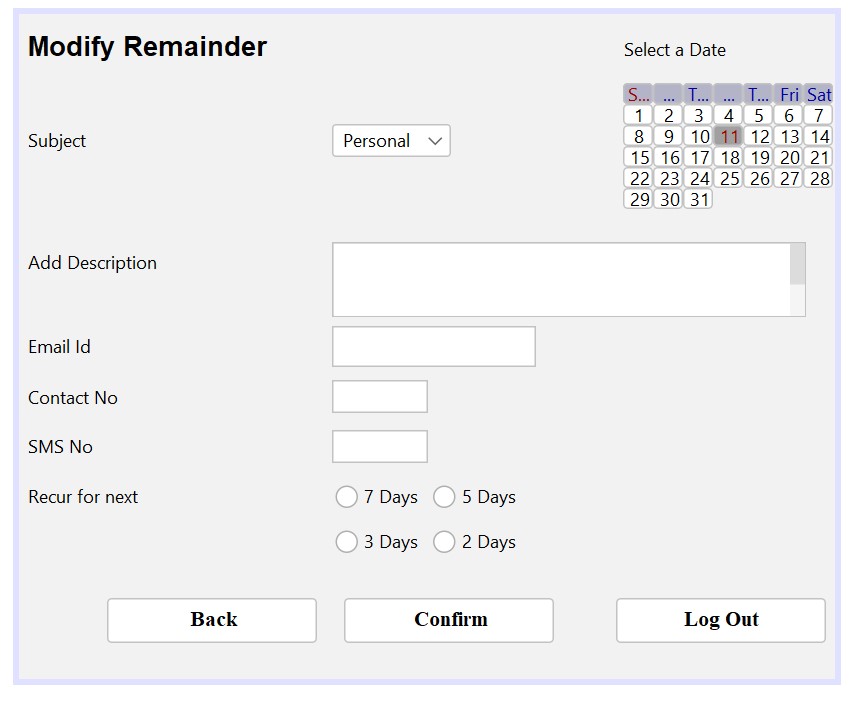 Modify Remainder
Select a Date
S... ... T... ... T... Fri Sat
1 2 3 4 5 6 7
8 9 10 11 12 13 14
15 16 17 18 19 20 21
22 23 24 25 26 27 28
29 30 31
Subject
Personal
Add Description
Email Id
Contact No
SMS No
Recur for next
7 Days 5 Days
3 Days 2 Days
Back Confirm Log Out